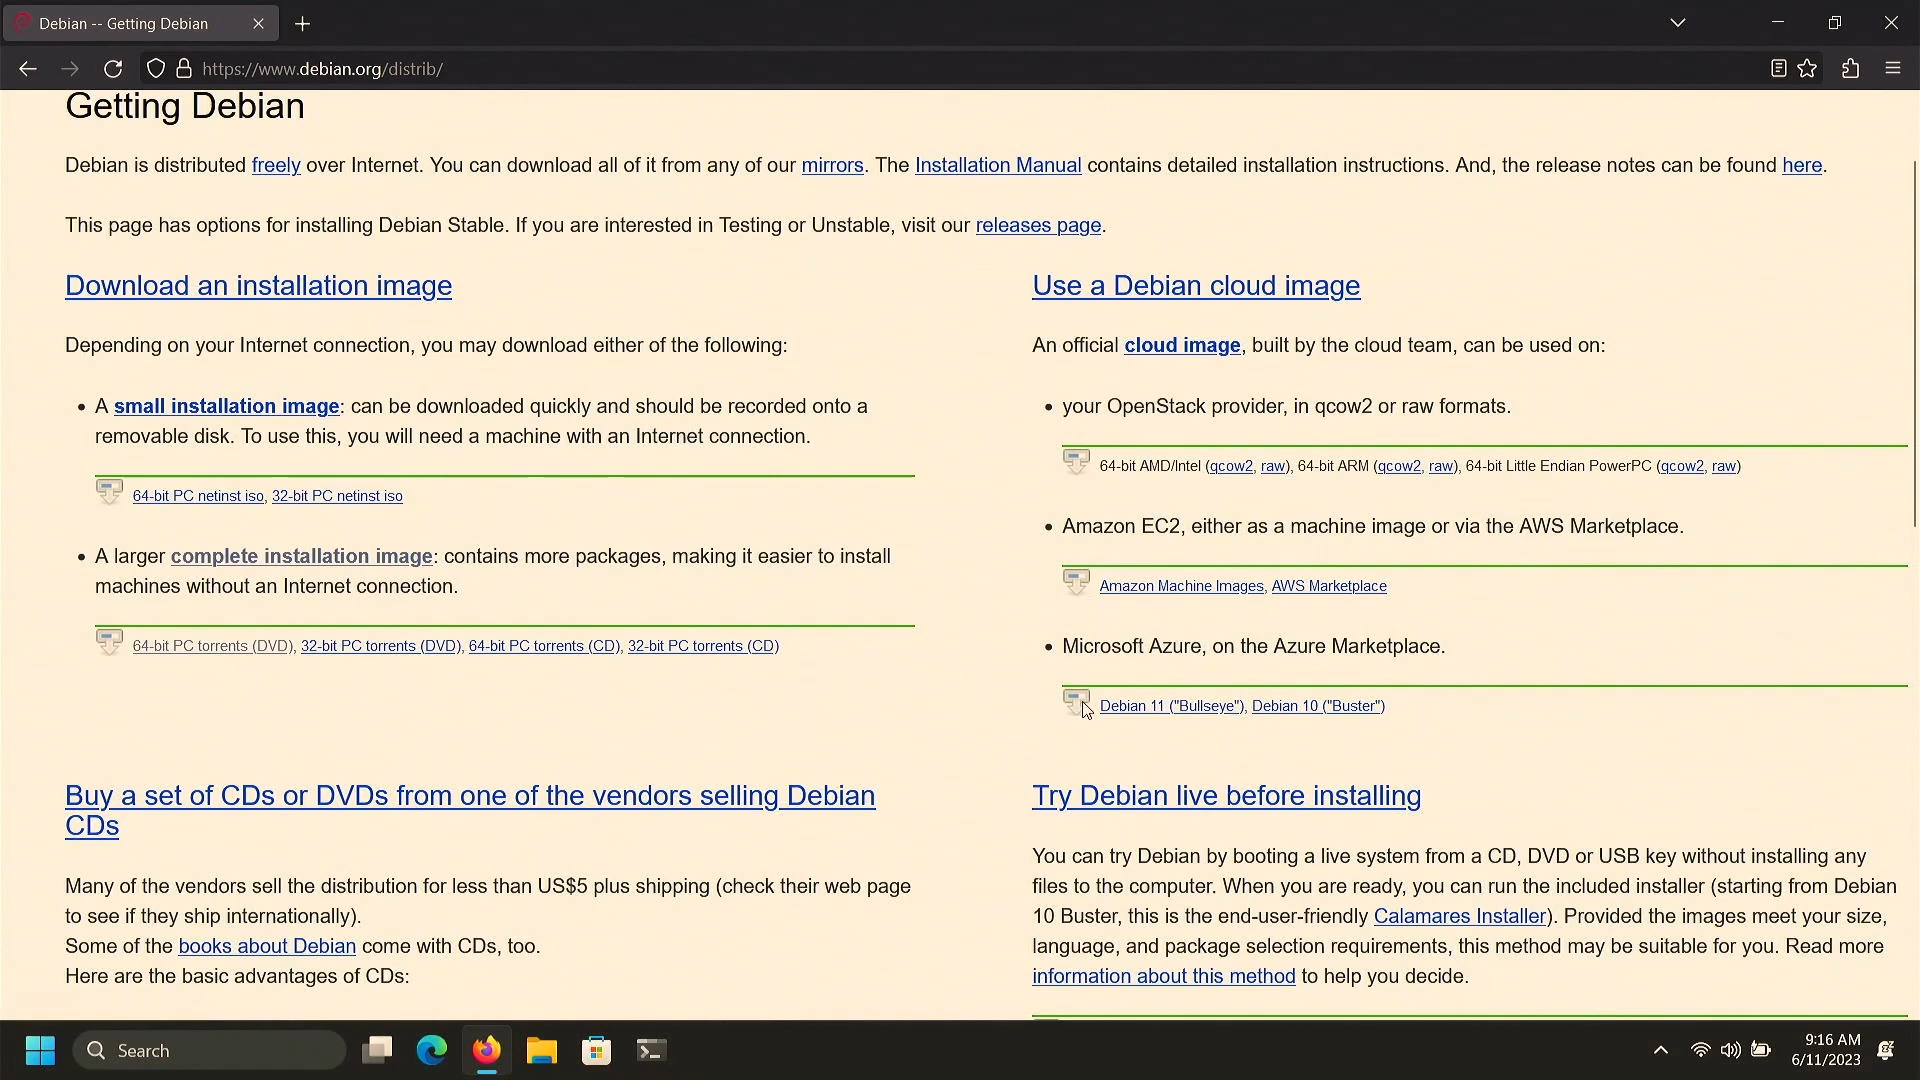 Debian -- Getting Debian
https://www.debian.org/distrib/
Getting Debian
Debian is distributed freely over Internet. You can download all of it from any of our mirrors. The Installation Manual contains detailed installation instructions. And, the release notes can be found here.
This page has options for installing Debian Stable. If you are interested in Testing or Unstable, visit our releases page.
Download an installation image
Depending on your Internet connection, you may download either of the following:
• A small installation image: can be downloaded quickly and should be recorded onto a
removable disk. To use this, you will need a machine with an Internet connection.
64-bit PC netinst iso, 32-bit PC netinst iso
• A larger complete installation image: contains more packages, making it easier to install
machines without an Internet connection.
64-bit PC torrents (DVD), 32-bit PC torrents (DVD), 64-bit PC torrents (CD), 32-bit PC torrents (CD)
Use a Debian cloud image
An official cloud image, built by the cloud team, can be used on:
• your OpenStack provider, in qcow2 or raw formats.
64-bit AMD/Intel (qcow2, raw), 64-bit ARM (qcow2, raw), 64-bit Little Endian PowerPC (qcow2, raw)
• Amazon EC2, either as a machine image or via the AWS Marketplace.
Amazon Machine Images, AWS Marketplace
• Microsoft Azure, on the Azure Marketplace.
Debian 11 ("Bullseye"), Debian 10 ("Buster")
Buy a set of CDs or DVDs from one of the vendors selling Debian
CDs
Many of the vendors sell the distribution for less than US$5 plus shipping (check their web page
to see if they ship internationally).
Some of the books about Debian come with CDs, too.
Here are the basic advantages of CDs:
Try Debian live before installing
You can try Debian by booting a live system from a CD, DVD or USB key without installing any
files to the computer. When you are ready, you can run the included installer (starting from Debian
10 Buster, this is the end-user-friendly Calamares Installer). Provided the images meet your size,
language, and package selection requirements, this method may be suitable for you. Read more
information about this method to help you decide.
Search
9:16 AM
6/11/2023